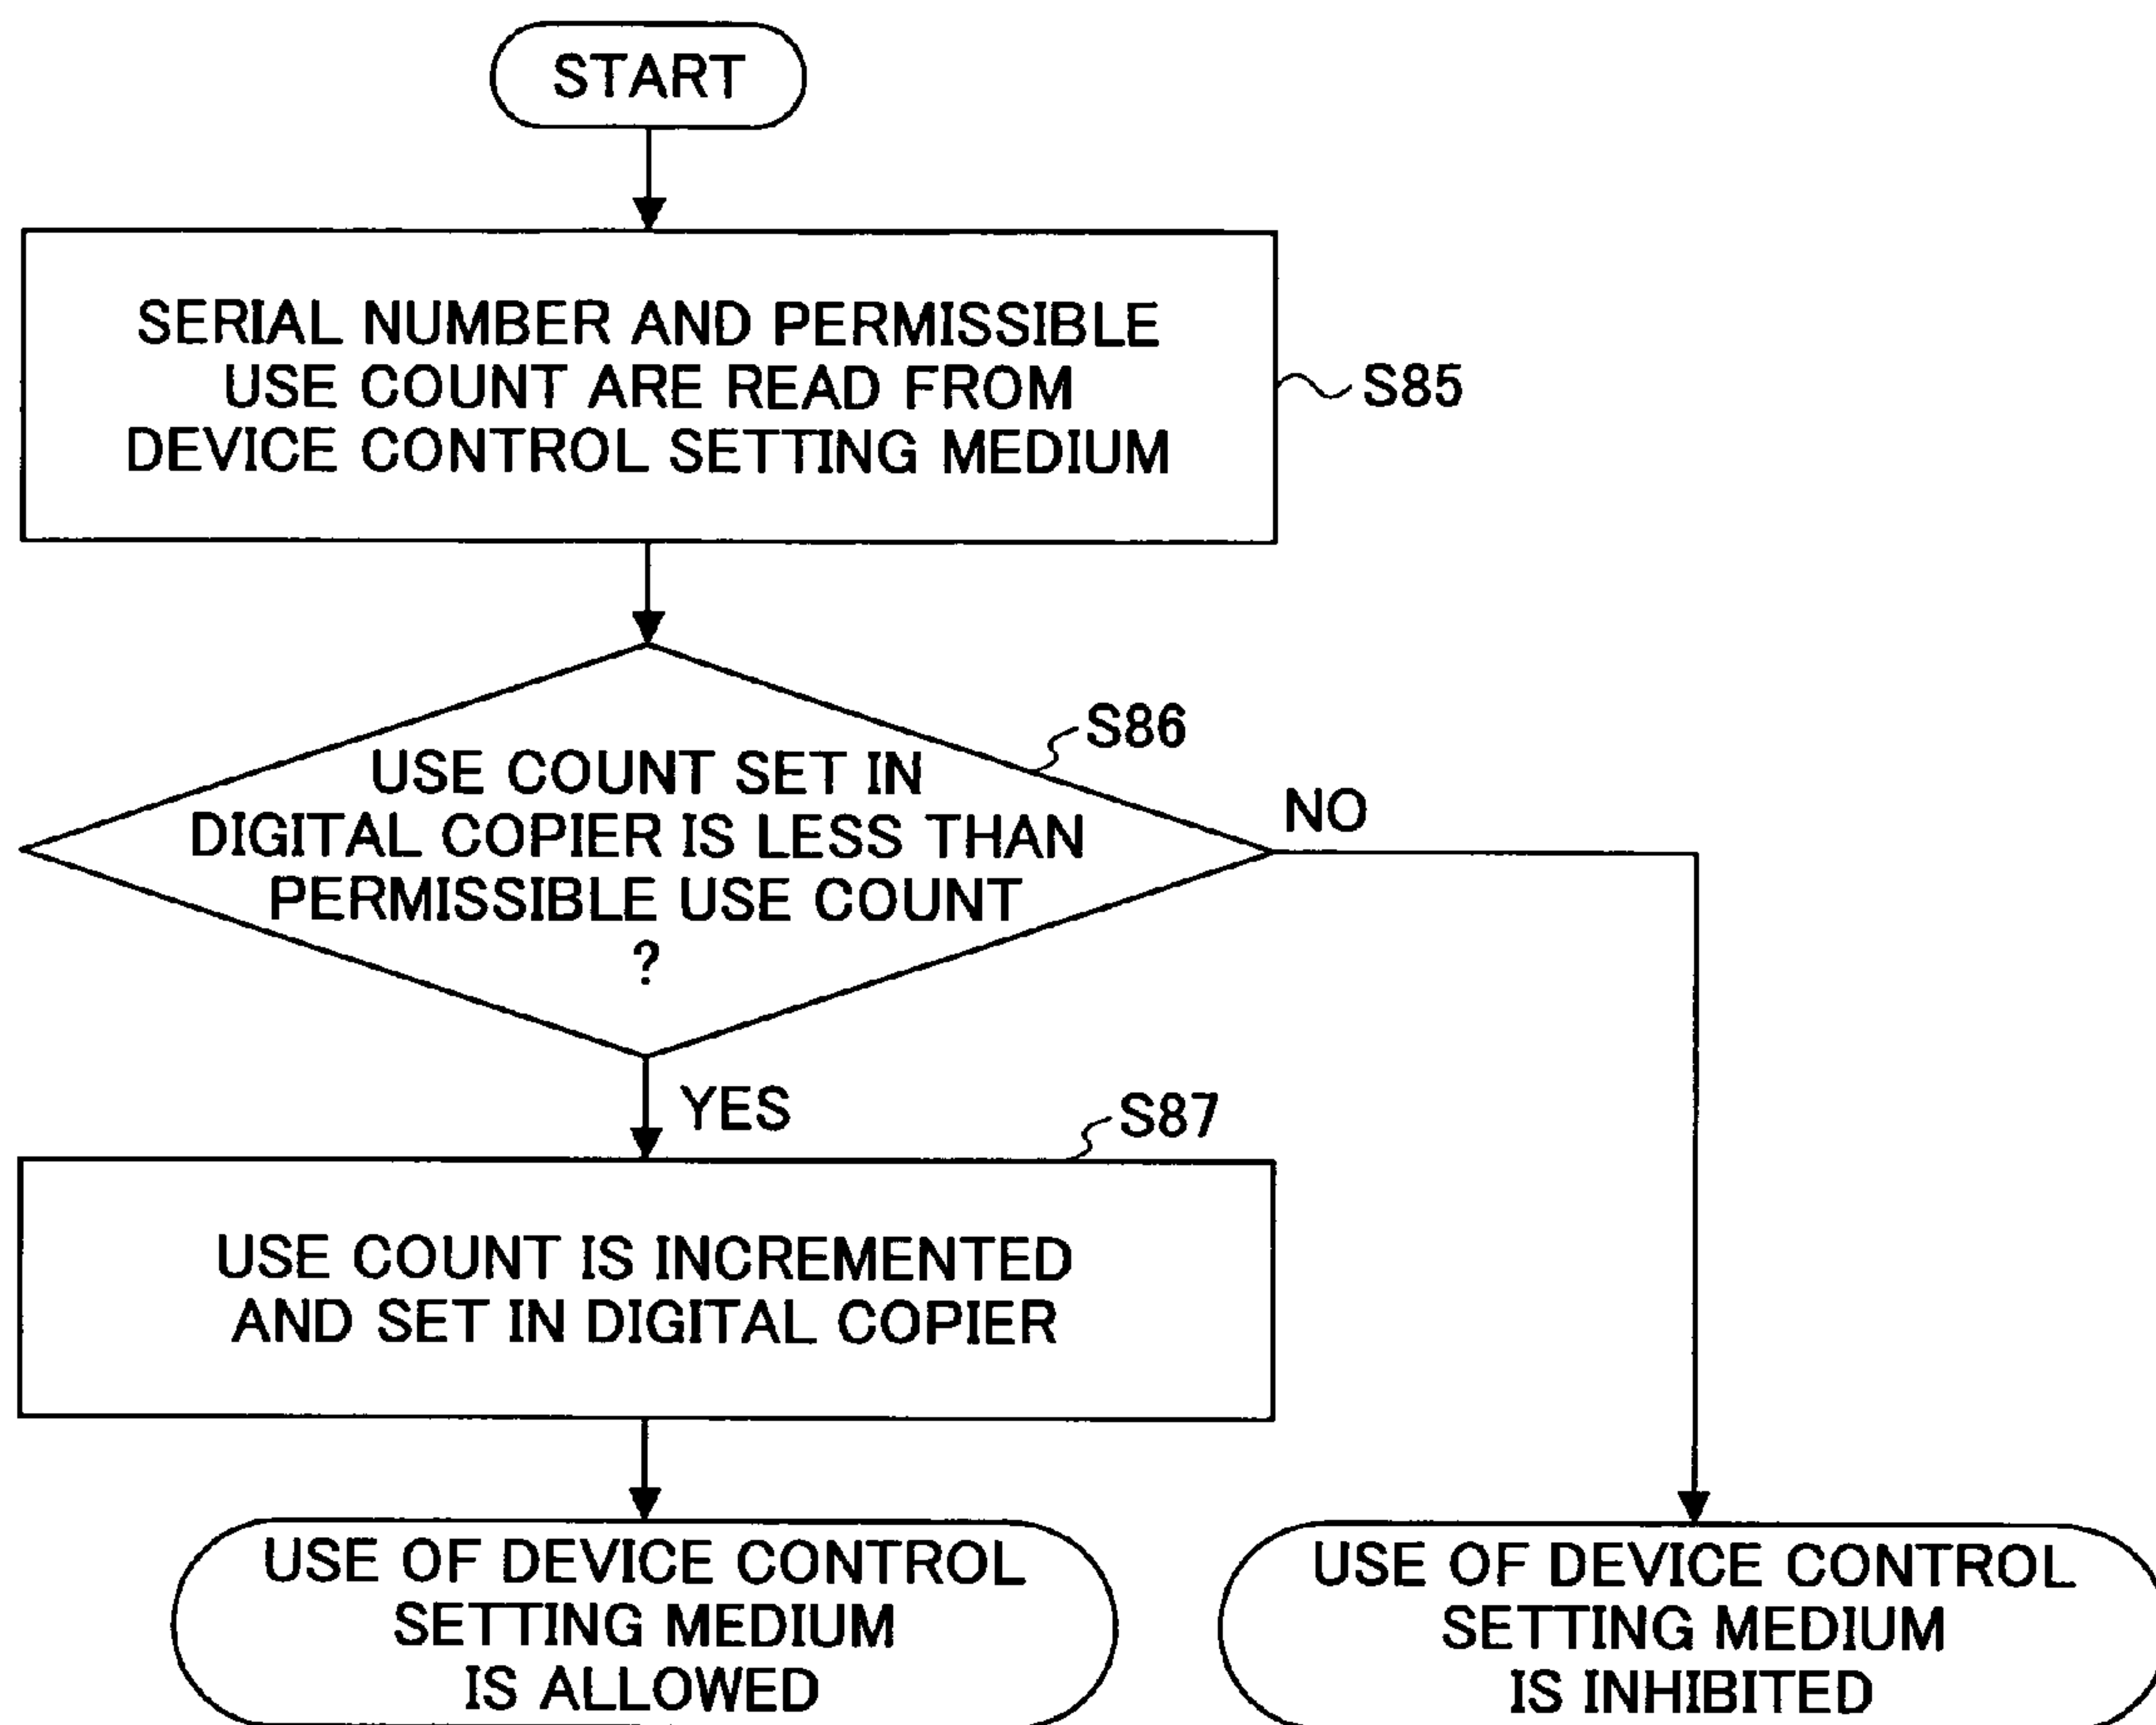 START
SERIAL NUMBER AND PERMISSIBLE
USE COUNT ARE READ FROM
DEVICE CONTROL SETTING MEDIUM
S85
S86
USE COUNT SET IN
DIGITAL COPIER IS LESS THAN
PERMISSIBLE USE COUNT
?
NO
YES
S87
USE COUNT IS INCREMENTED
AND SET IN DIGITAL COPIER
USE OF DEVICE CONTROL
SETTING MEDIUM
IS ALLOWED
USE OF DEVICE CONTROL
SETTING MEDIUM
IS INHIBITED